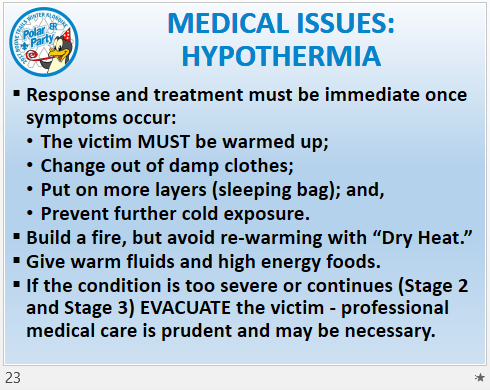 MEDICAL ISSUES:
HYPOTHERMIA
Polar
Party
▪ Response and treatment must be immediate once
symptoms occur:
• The victim MUST be warmed up;
• Change out of damp clothes;
• Put on more layers (sleeping bag); and,
• Prevent further cold exposure.
▪ Build a fire, but avoid re-warming with “Dry Heat.”
▪ Give warm fluids and high energy foods.
▪ If the condition is too severe or continues (Stage 2
and Stage 3) EVACUATE the victim - professional
medical care is prudent and may be necessary.
23